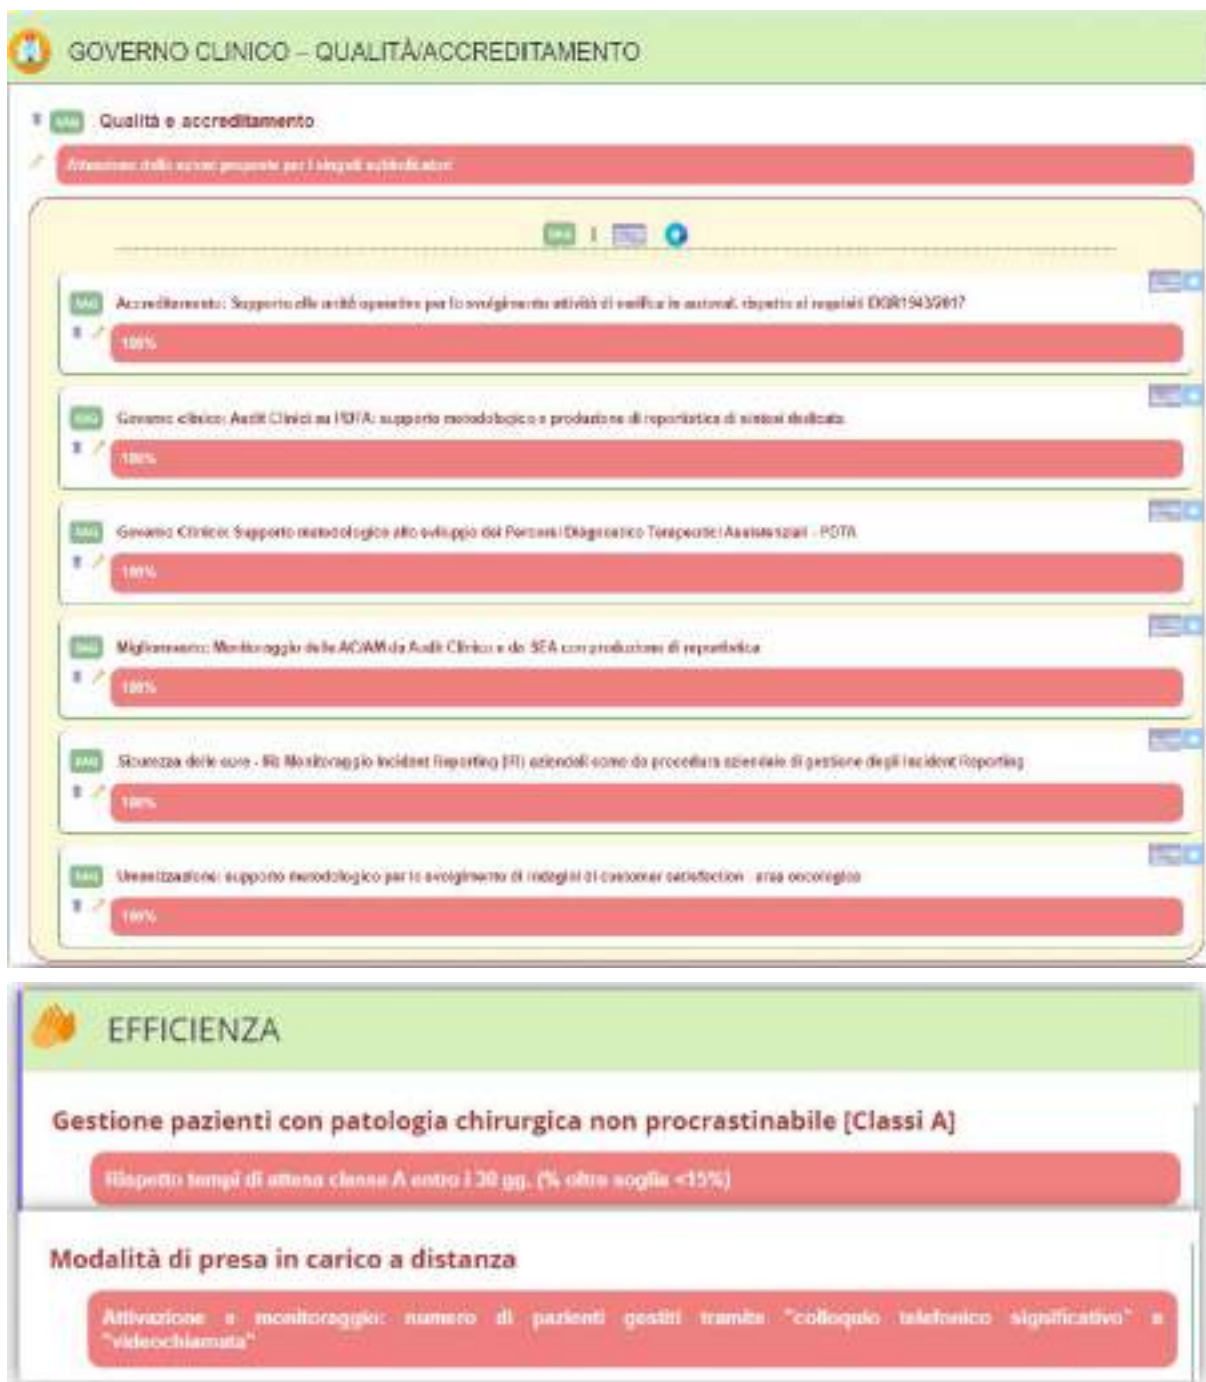 GOVERNO CLINICO – QUALITÀ/ACCREDITAMENTO
Qualità e accreditamento
Attenzione delle azioni proposte per i singoli subindicatori
Accreditamento: Supporto alle unità operative per lo svolgimento attività di verifica in autoval. rispetto ai requisiti DGR1943/2017
100%
Governo clinico: Audit Clinici su PDTA: supporto metodologico e produzione di reportistica di sintesi dedicata
100%
Governo Clinico: Supporto metodologico allo sviluppo dei Percorsi Diagnostico Terapeutici Assistenziali - PDTA
100%
Miglioramento: Monitoraggio delle AC/AM da Audit Clinico e da SEA con produzione di reportistica
100%
Sicurezza delle cure - IR: Monitoraggio Incident Reporting (IR) aziendali come da procedura aziendale di gestione degli Incident Reporting
100%
Umanizzazione: supporto metodologico per lo svolgimento di indagini di customer satisfaction - area oncologica
100%
EFFICIENZA
Gestione pazienti con patologia chirurgica non procrastinabile [Classi A]
Rispetto tempi di attesa classe A entro i 30 gg. (% oltre soglia <15%)
Modalità di presa in carico a distanza
Attivazione e monitoraggio: numero di pazienti gestiti tramite "colloquio telefonico significativo" e
"videochiamata"